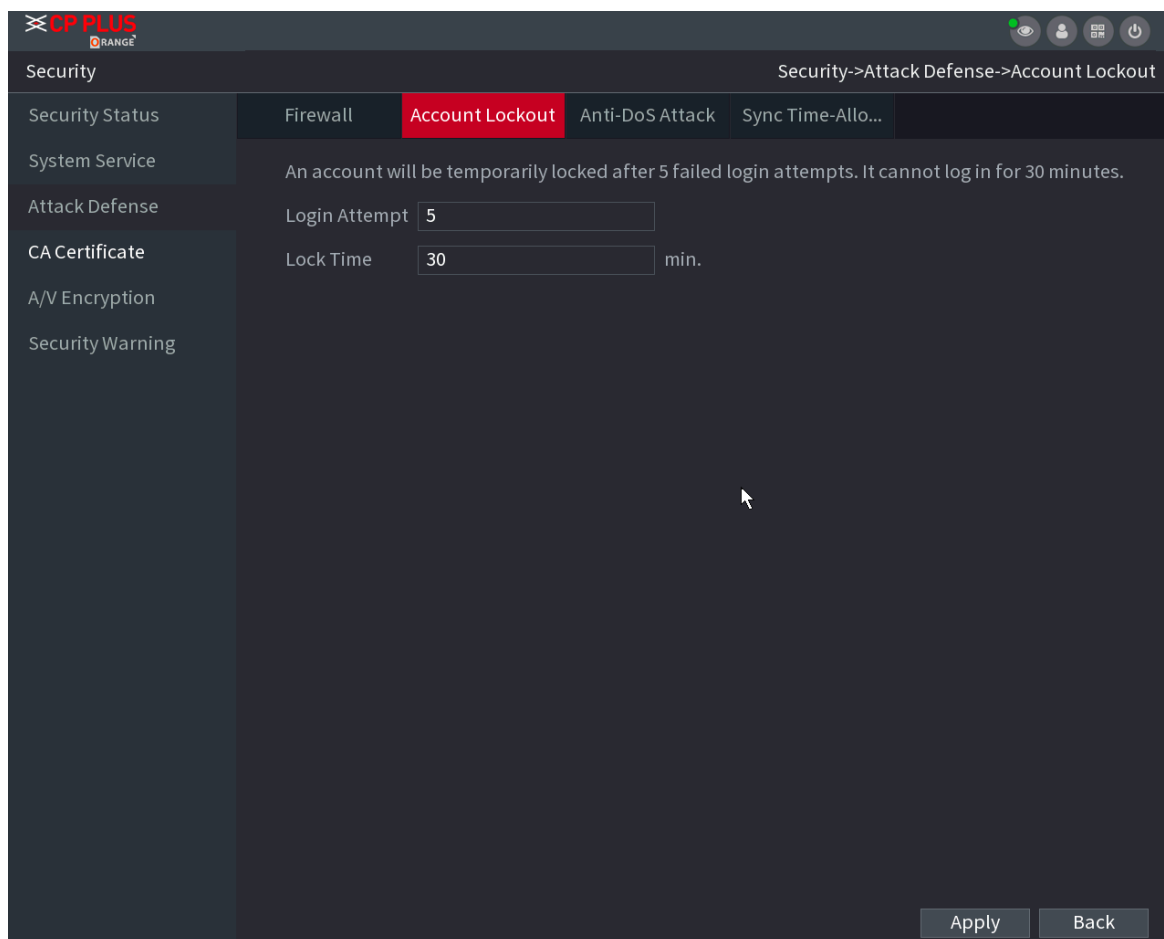 CP PLUS
ORANGE
Security Security->Attack Defense->Account Lockout
Security Status
System Service
Attack Defense
CA Certificate
A/V Encryption
Security Warning
Firewall Account Lockout Anti-DoS Attack Sync Time-Allo...
An account will be temporarily locked after 5 failed login attempts. It cannot log in for 30 minutes.
Login Attempt 5
Lock Time 30 min.
Apply Back